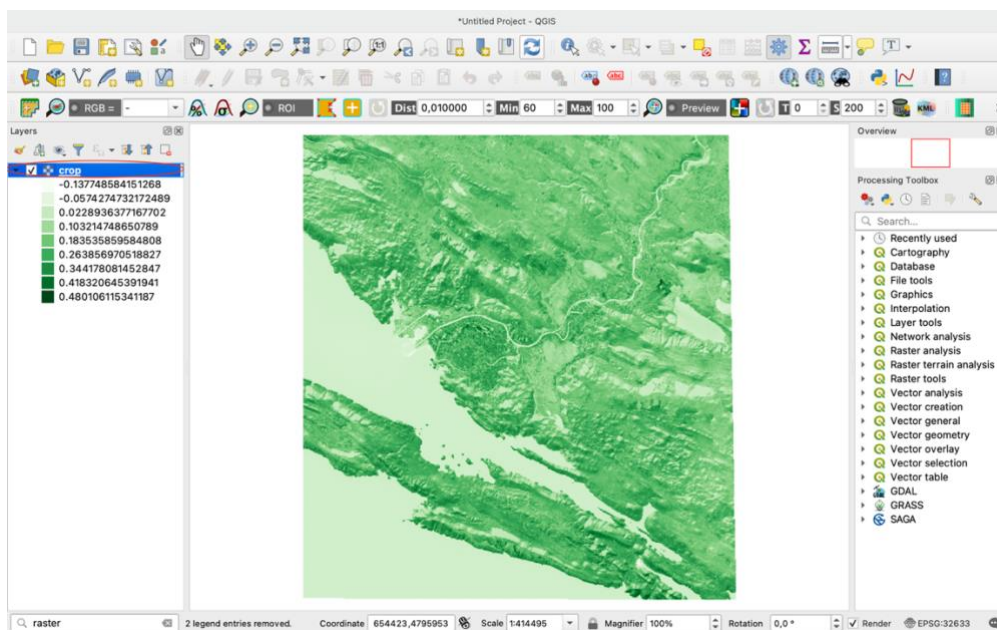 *Untitled Project - QGIS
RGB = -
ROI
Dist 0,010000
Min 60
Max 100
Preview
T 0
S 200
KML
Layers
crop
-0.137748584151268
-0.0574274732172489
0.0228936377167702
0.103214748650789
0.183535859584808
0.263856970518827
0.344178081452847
0.418320645391941
0.480106115341187
Overview
Processing Toolbox
Search...
Recently used
Cartography
Database
File tools
Graphics
Interpolation
Layer tools
Network analysis
Raster analysis
Raster terrain analysis
Raster tools
Vector analysis
Vector creation
Vector general
Vector geometry
Vector overlay
Vector selection
Vector table
GDAL
GRASS
SAGA
raster
2 legend entries removed.
Coordinate 654423,4795953
Scale 1:414495
Magnifier 100%
Rotation 0,0 °
Render
EPSG:32633